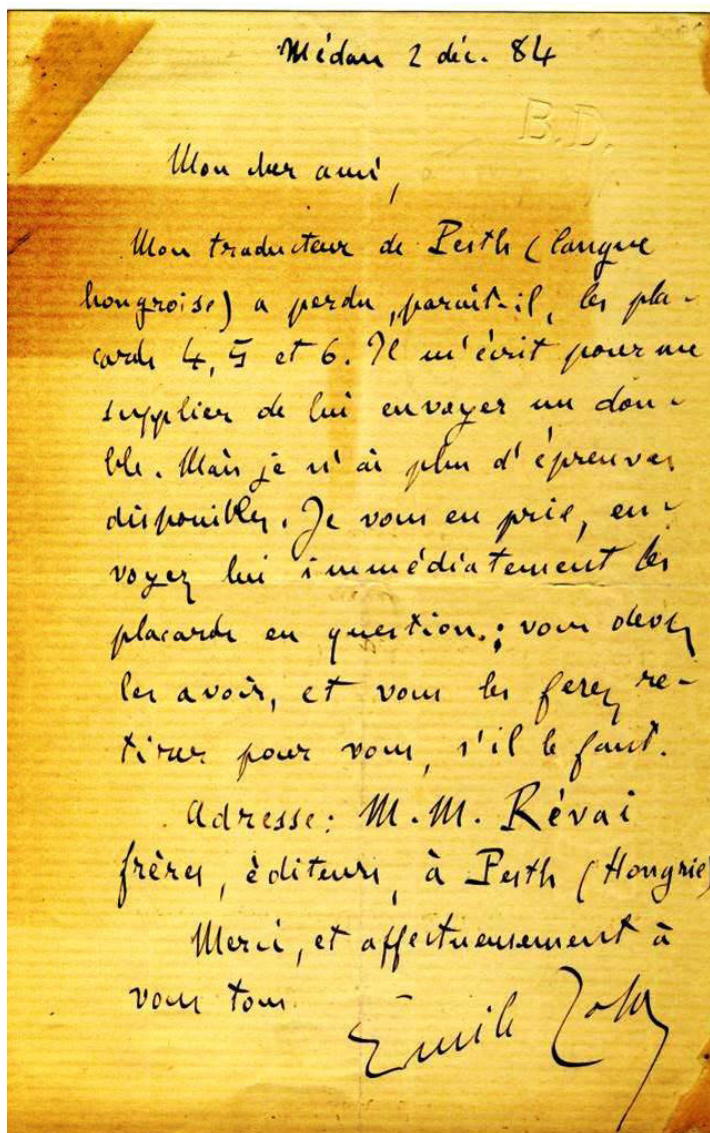 Médan 2 déc. 84
B.D.
Mon cher ami,
Mon traducteur de Pesth (langue
hongroise) a perdu, paraît-il, les pla-
cards 4, 5 et 6. Il m'écrit pour me
supplier de lui envoyer un dou-
ble. Mais je n'ai plus d'épreuves
disponibles. Je vous en prie, en-
voyez lui immédiatement les
placards en question.; vous devez
les avoir, et vous les ferez re-
tirer pour vous, s'il le faut.
Adresse: M.M. Révai
frères, éditeurs, à Pesth (Hongrie)
Merci, et affectueusement à
vous tous.
Emile Zola